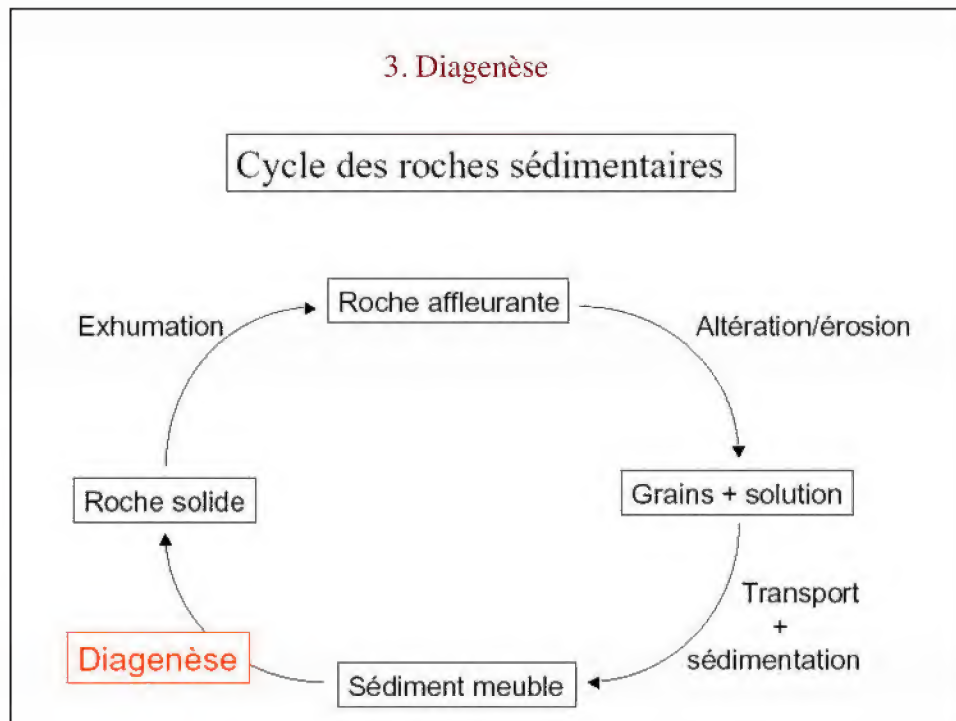 3. Diagenèse
Cycle des roches sédimentaires
Roche affleurante
Exhumation
Altération/érosion
Roche solide
Grains + solution
Transport
+
sédimentation
Diagenèse
Sédiment meuble